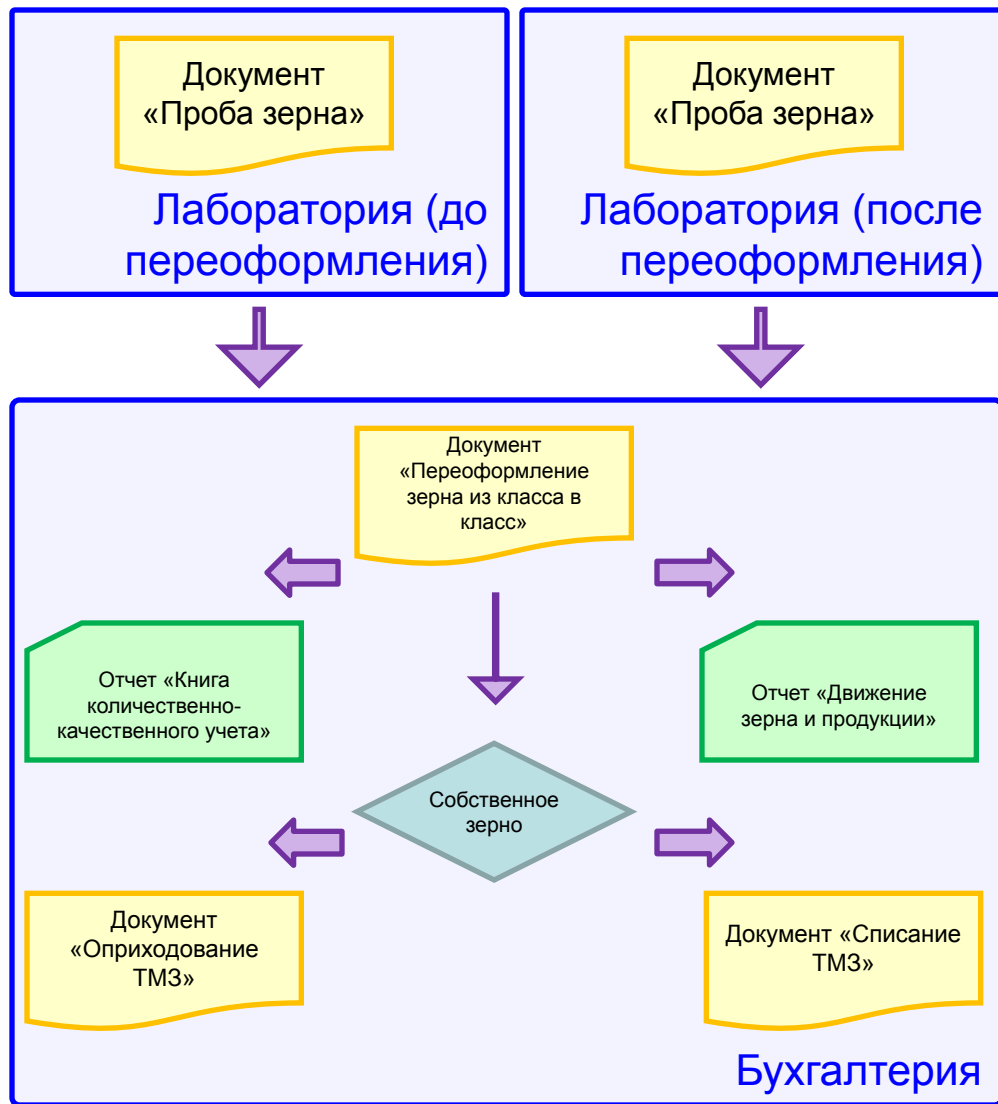 Документ
«Проба зерна»
Лаборатория (до
переоформления)
Документ
«Проба зерна»
Лаборатория (после
переоформления)
Документ
«Переоформление
зерна из класса в
класс»
Отчет «Книга
количественно-
качественного учета»
Отчет «Движение
зерна и продукции»
Собственное
зерно
Документ
«Оприходование
ТМЗ»
Документ «Списание
ТМЗ»
Бухгалтерия